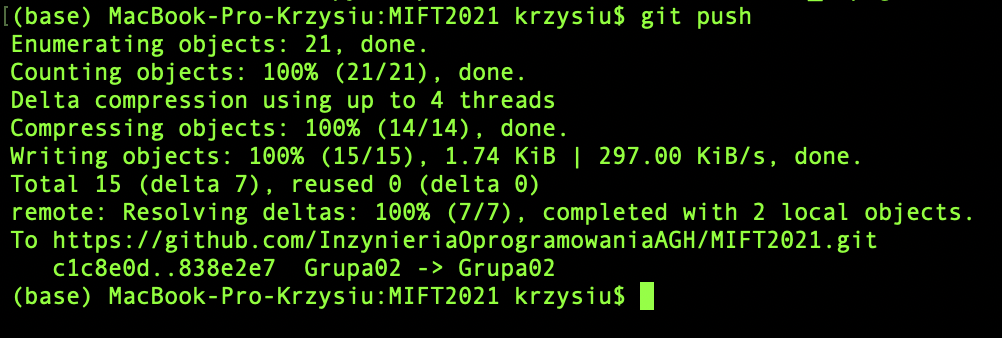 [(base) MacBook-Pro-Krzysiu:MIFT2021 krzysiu$ git push
Enumerating objects: 21, done.
Counting objects: 100% (21/21), done.
Delta compression using up to 4 threads
Compressing objects: 100% (14/14), done.
Writing objects: 100% (15/15), 1.74 KiB | 297.00 KiB/s, done.
Total 15 (delta 7), reused 0 (delta 0)
remote: Resolving deltas: 100% (7/7), completed with 2 local objects.
To https://github.com/InzynieriaOprogramowaniaAGH/MIFT2021.git
   c1c8e0d..838e2e7  Grupa02 -> Grupa02
(base) MacBook-Pro-Krzysiu:MIFT2021 krzysiu$